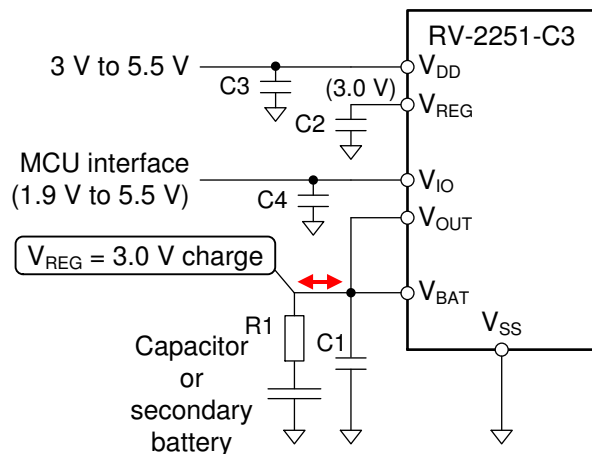 RV-2251-C3
3 V to 5.5 V
C3
(3.0 V)
VDD
C2
VREG
MCU interface
(1.9 V to 5.5 V)
C4
VIO
VOUT
VREG = 3.0 V charge
VBAT
R1
C1
VSS
Capacitor
or
secondary
battery